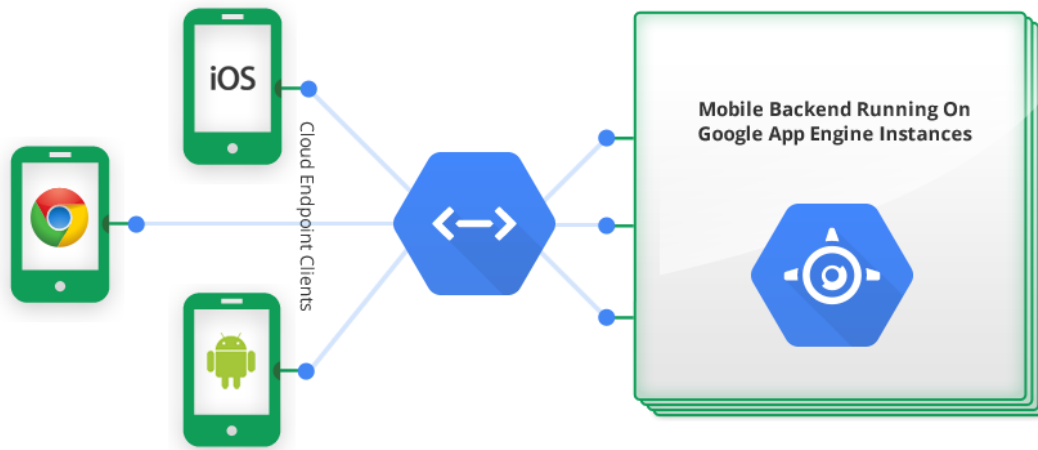 iOS
Cloud Endpoint Clients
Mobile Backend Running On
Google App Engine Instances